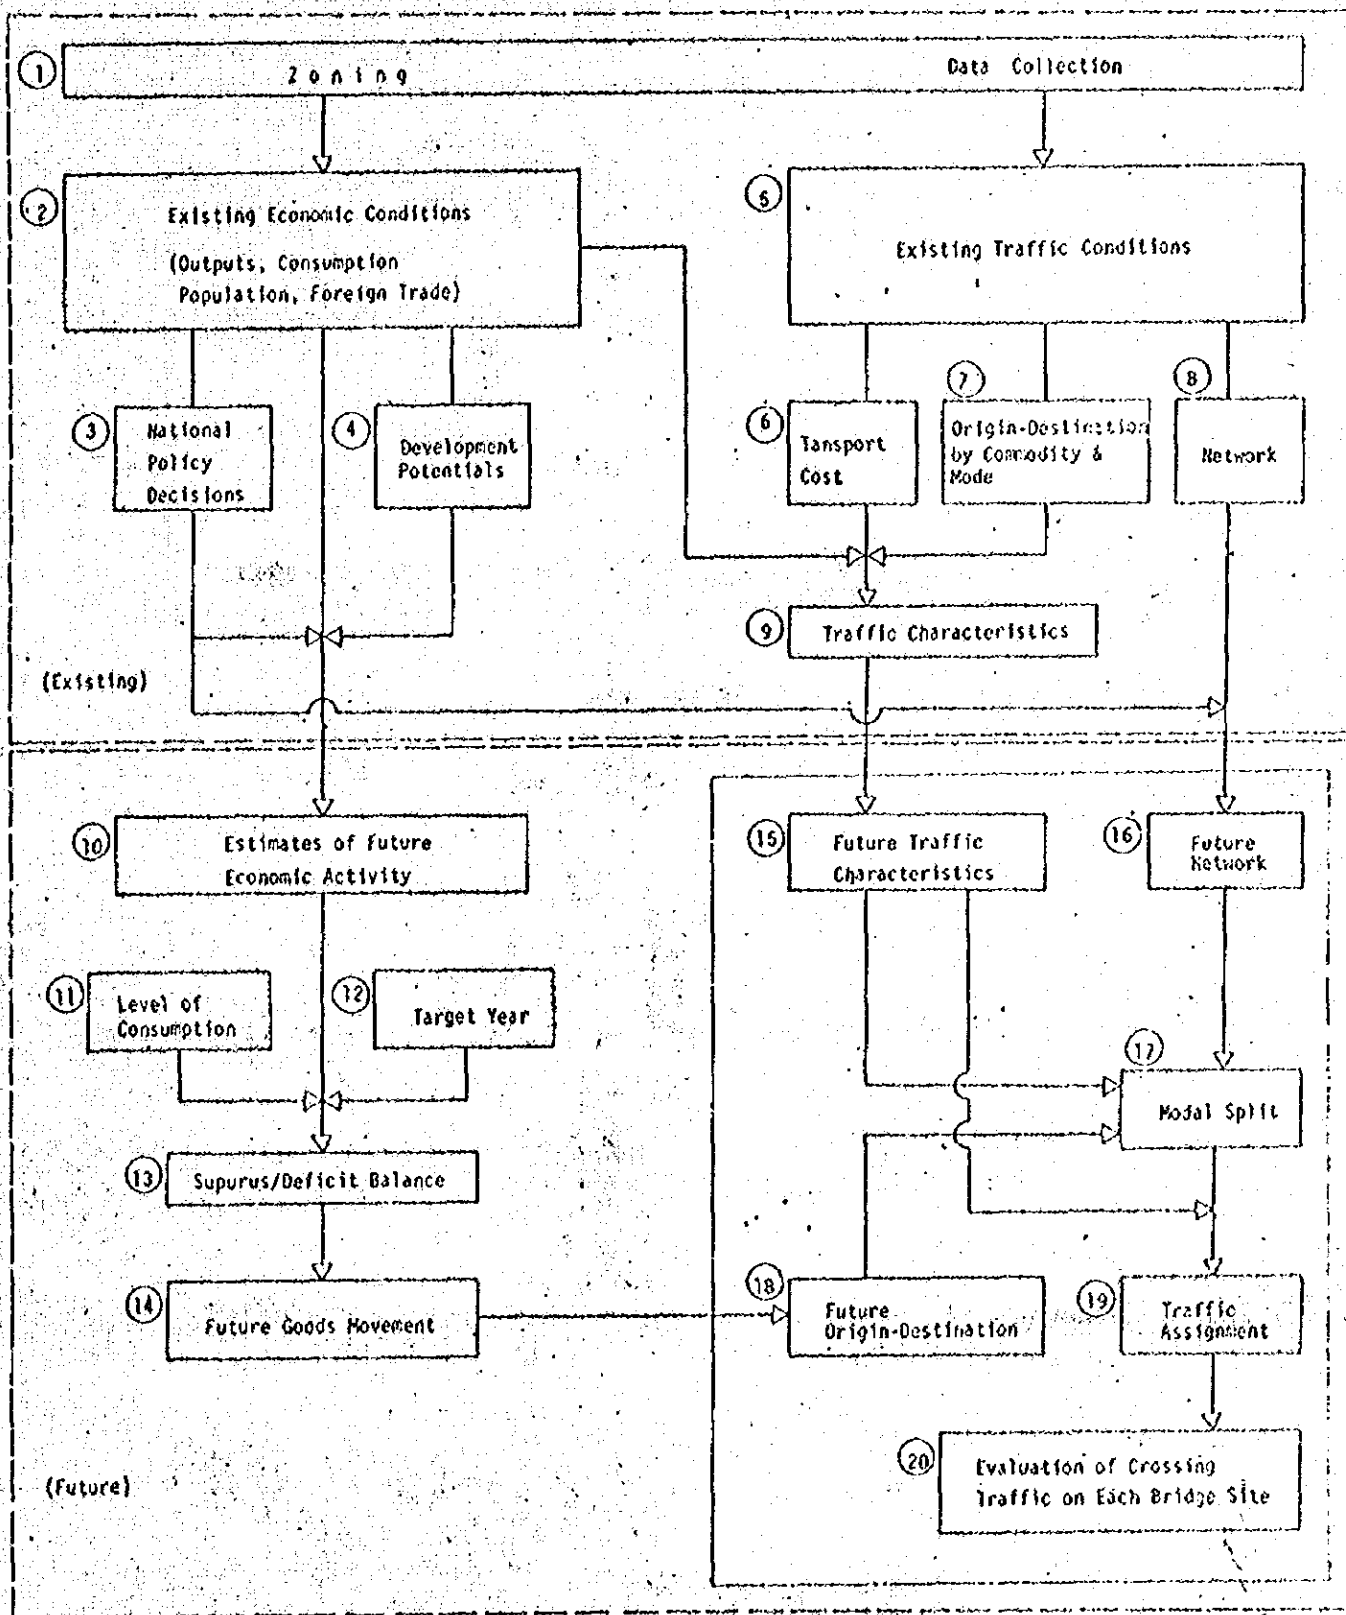 1
Zoning
Data Collection
2
Existing Economic Conditions
(Outputs, Consumption
Population, Foreign Trade)
5
Existing Traffic Conditions
3
National
Policy
Decisions
4
Development
Potentials
6
Tansport
Cost
7
Origin-Destination
by Commodity &
Mode
8
Network
9
Traffic Characteristics
(Existing)
10
Estimates of Future
Economic Activity
15
Future Traffic
Characteristics
16
Future
Network
11
Level of
Consumption
12
Target Year
17
Modal Split
13
Supurus/Deficit Balance
14
Future Goods Movement
18
Future
Origin-Destination
19
Traffic
Assignment
20
Evaluation of Crossing
Traffic on Each Bridge Site
(Future)